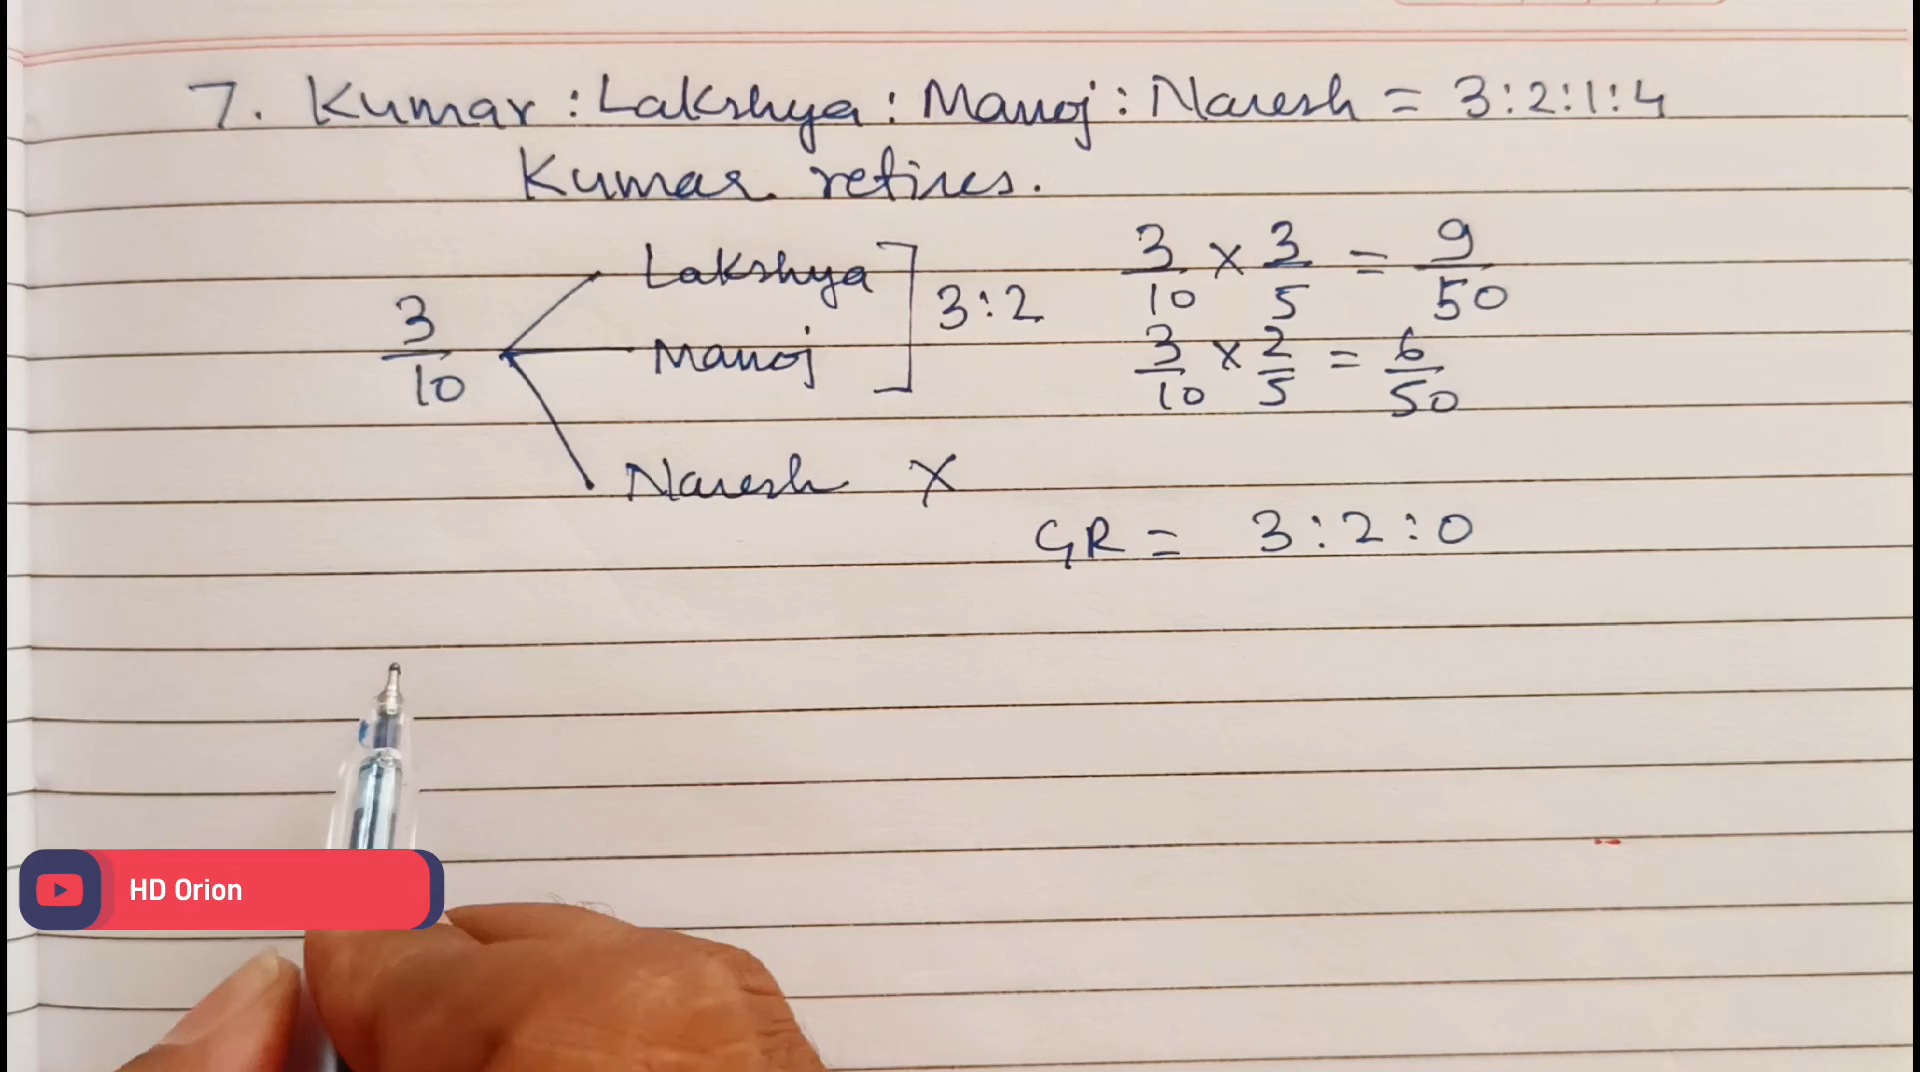 7. Kumar : Lakshya : Manoj : Naresh = 3:2:1:4
Kumar retires.
3/10
Lakshya
Manoj
3:2
Naresh X
3/10 × 3/5 = 9/50
3/10 × 2/5 = 6/50
GR = 3:2:0
HD Orion